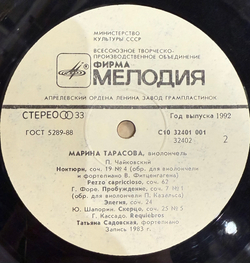 МИНИСТЕРСТВО
КУЛЬТУРЫ СССР
ВСЕСОЮЗНОЕ ТВОРЧЕСКО-
ПРОИЗВОДСТВЕННОЕ ОБЪЕДИНЕНИЕ
ФИРМА
МЕЛОДИЯ
АПРЕЛЕВСКИЙ ОРДЕНА ЛЕНИНА ЗАВОД ГРАМПЛАСТИНОК
СТЕРЕО 33
Год выпуска 1992
ГОСТ 5289-88
С10 32401 001
32402
2
МАРИНА ТАРАСОВА, виолончель
П. Чайковский
Ноктюрн, соч. 19 № 4 (обр. для виолончели и
фортепиано В. Фитценгагена)
Pezzo capriccioso, соч. 62
Г. Форе. Пробуждение, соч. 7 № 1
(обр. для виолончели П. Казальса)
Элегия, соч. 24
Ю. Шапорин. Скерцо, соч. 25 № 5
Г. Кассадо. Requiebros
Татьяна Садовская, фортепиано
Запись 1983 г.